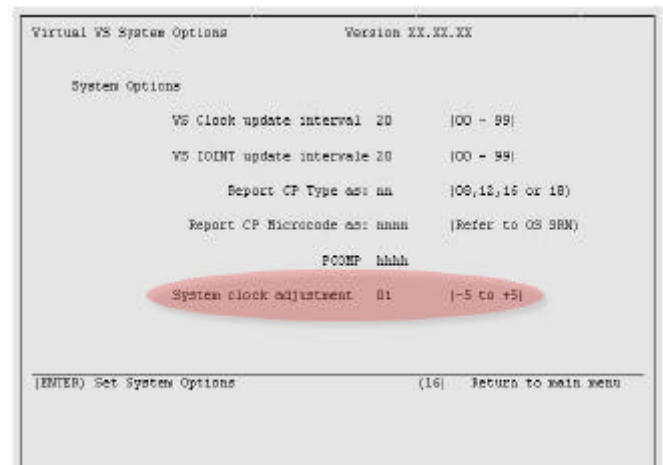 Virtual VS System Options Version XX.XX.XX
System Options
VS Clock update interval 20 (00 - 99)
VS IOINT update intervale 20 (00 - 99)
Report CP Type as: nn (08,12,16 or 18)
Report CP Microcode as: nnnn (Refer to OS SRN)
PCOMP hhhh
System clock adjustment 01 (-5 to +5)
(ENTER) Set System Options (16) Return to main menu